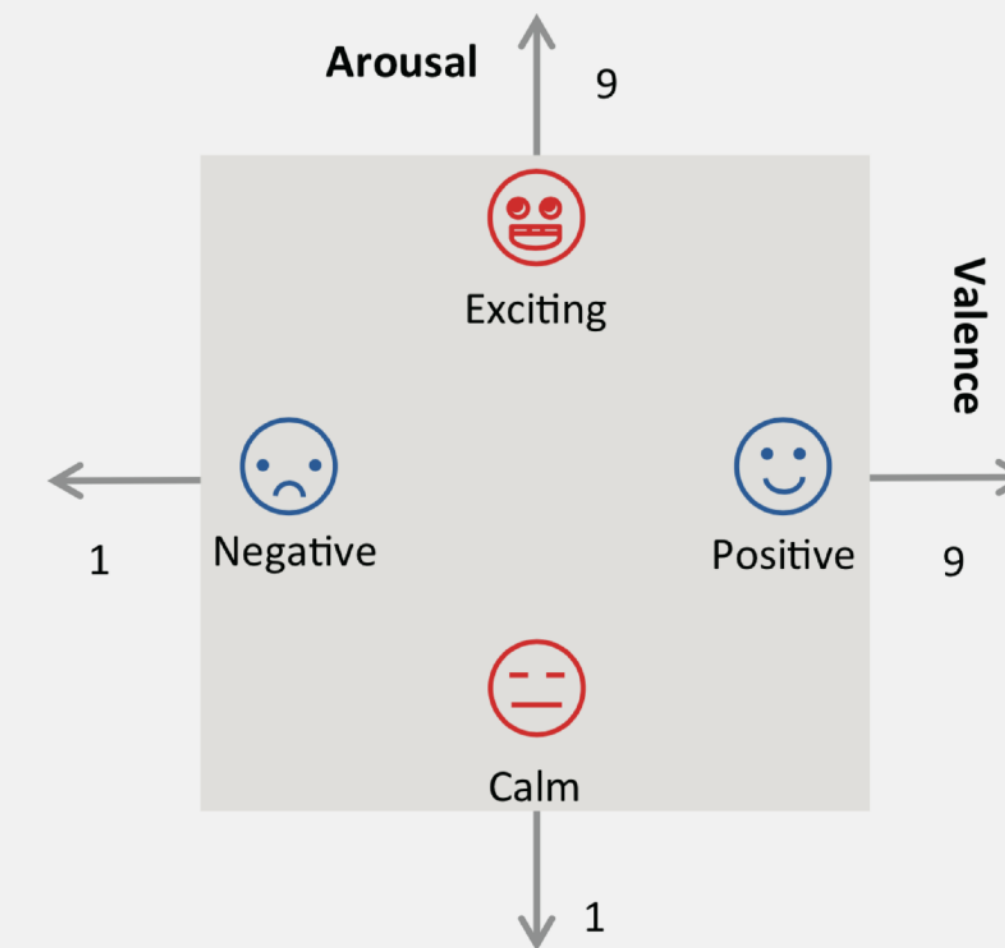 Arousal
9
Exciting
Valence
Negative
Positive
1
9
Calm
1